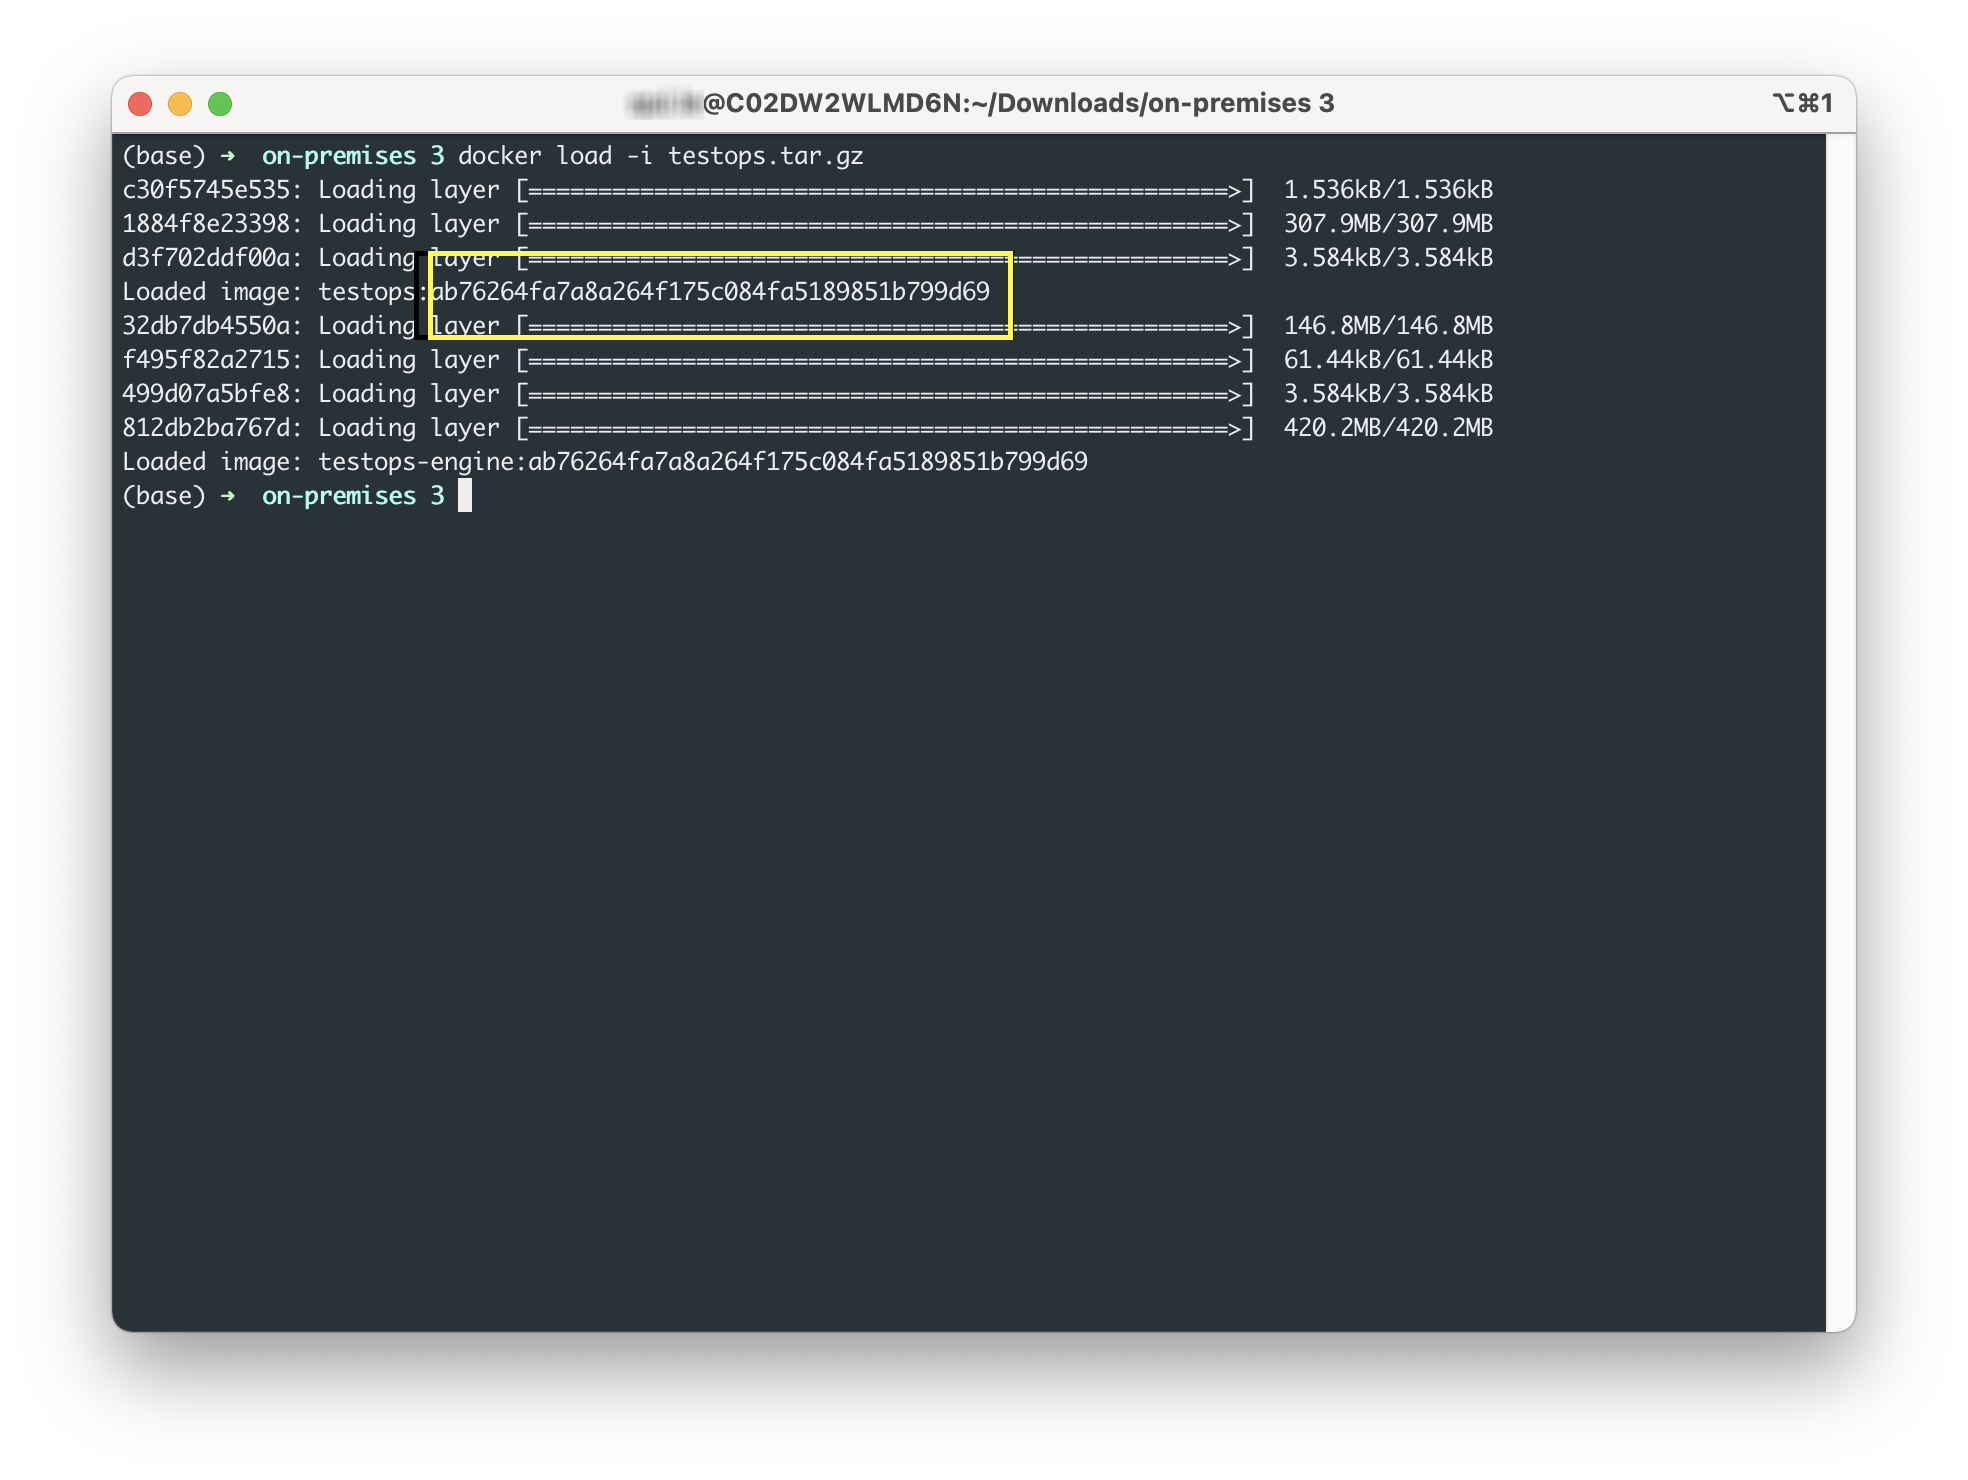 @C02DW2WLMD6N:~/Downloads/on-premises 3
⌥⌘1
(base) ➜  on-premises 3 docker load -i testops.tar.gz
c30f5745e535: Loading layer [==================================================>]  1.536kB/1.536kB
1884f8e23398: Loading layer [==================================================>]  307.9MB/307.9MB
d3f702ddf00a: Loading layer [==================================================>]  3.584kB/3.584kB
Loaded image: testops:ab76264fa7a8a264f175c084fa5189851b799d69
32db7db4550a: Loading layer [==================================================>]  146.8MB/146.8MB
f495f82a2715: Loading layer [==================================================>]  61.44kB/61.44kB
499d07a5bfe8: Loading layer [==================================================>]  3.584kB/3.584kB
812db2ba767d: Loading layer [==================================================>]  420.2MB/420.2MB
Loaded image: testops-engine:ab76264fa7a8a264f175c084fa5189851b799d69
(base) ➜  on-premises 3